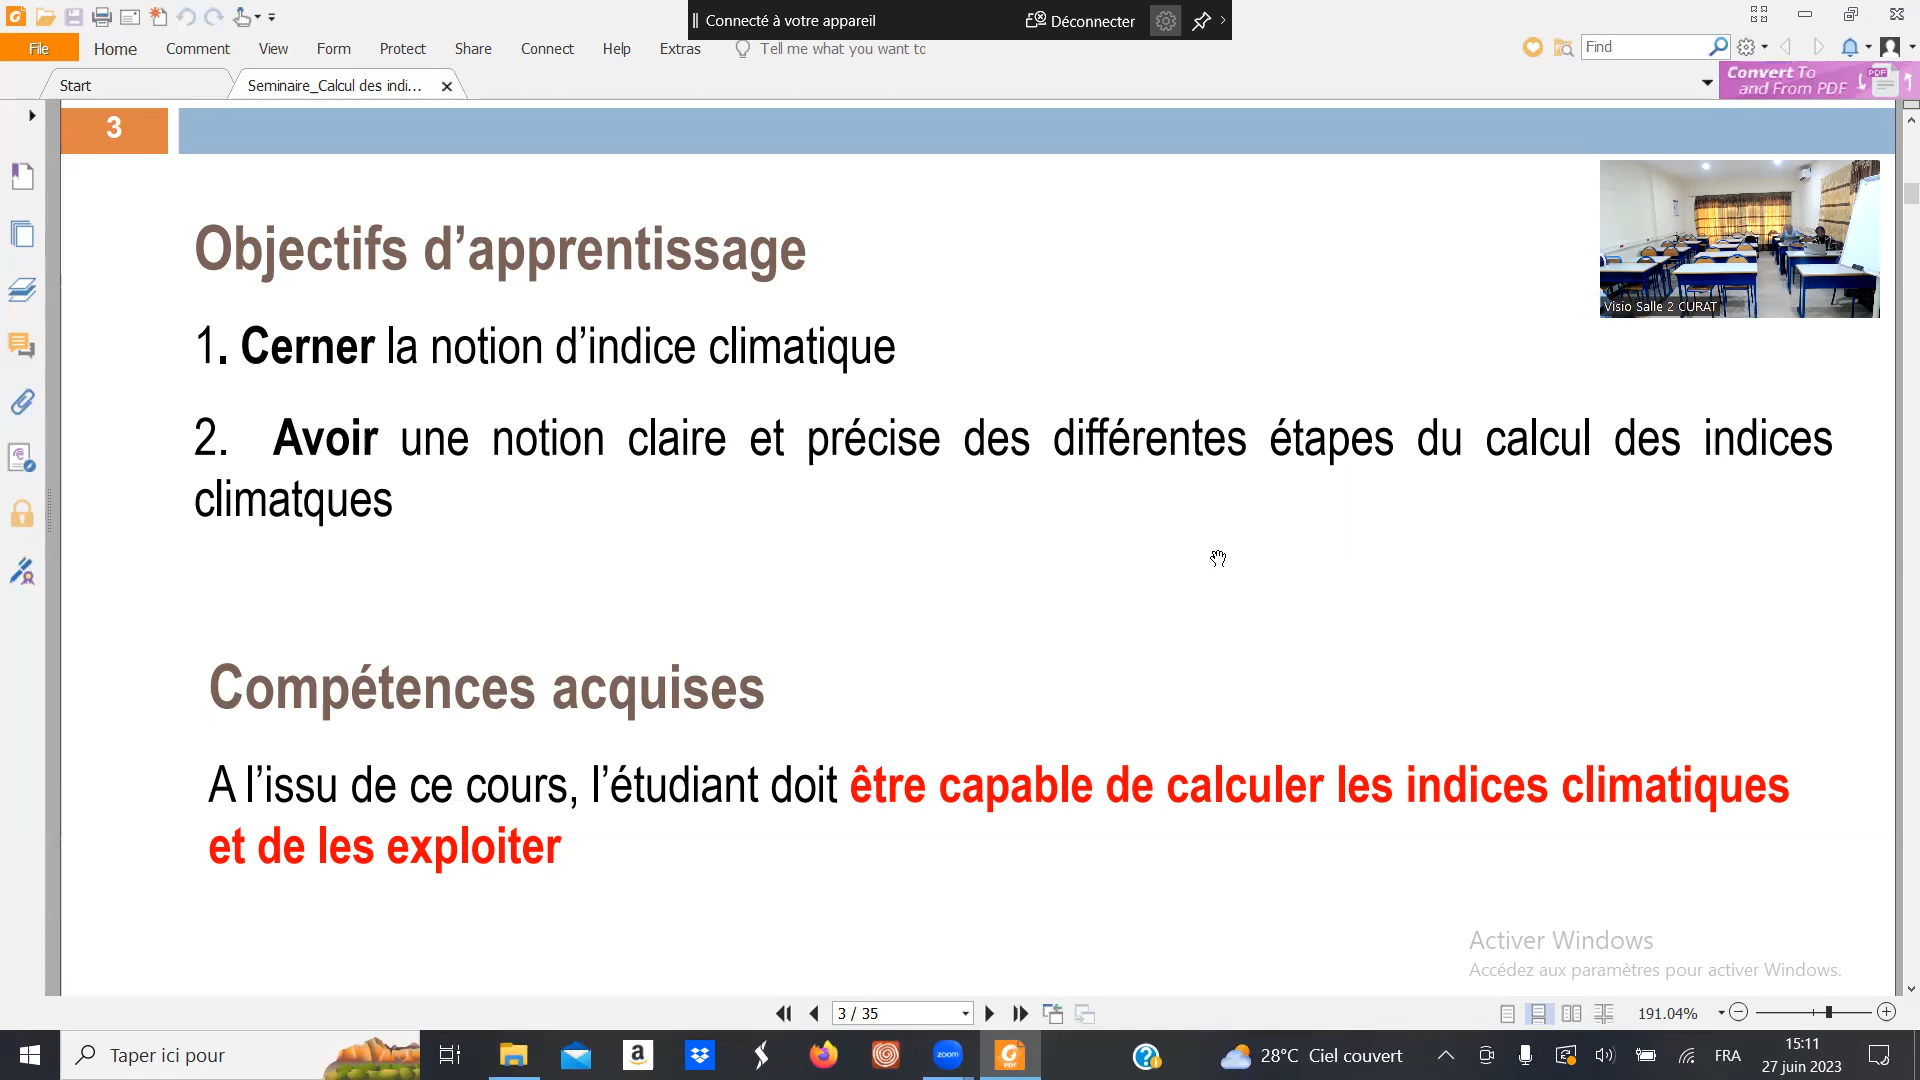 Connecté à votre appareil
Déconnecter
File Home Comment View Form Protect Share Connect Help Extras Tell me what you want to
Find
Start
Seminaire_Calcul des indi...
Convert To
and From PDF
PDF
3
Objectifs d’apprentissage
1. Cerner la notion d’indice climatique
2. Avoir une notion claire et précise des différentes étapes du calcul des indices
climatques
Visio Salle 2 CURAT
Compétences acquises
A l’issu de ce cours, l’étudiant doit être capable de calculer les indices climatiques
et de les exploiter
Activer Windows
Accédez aux paramètres pour activer Windows.
3 / 35
191.04%
Taper ici pour
zoom
PDF
28°C Ciel couvert
FRA
15:11
27 juin 2023